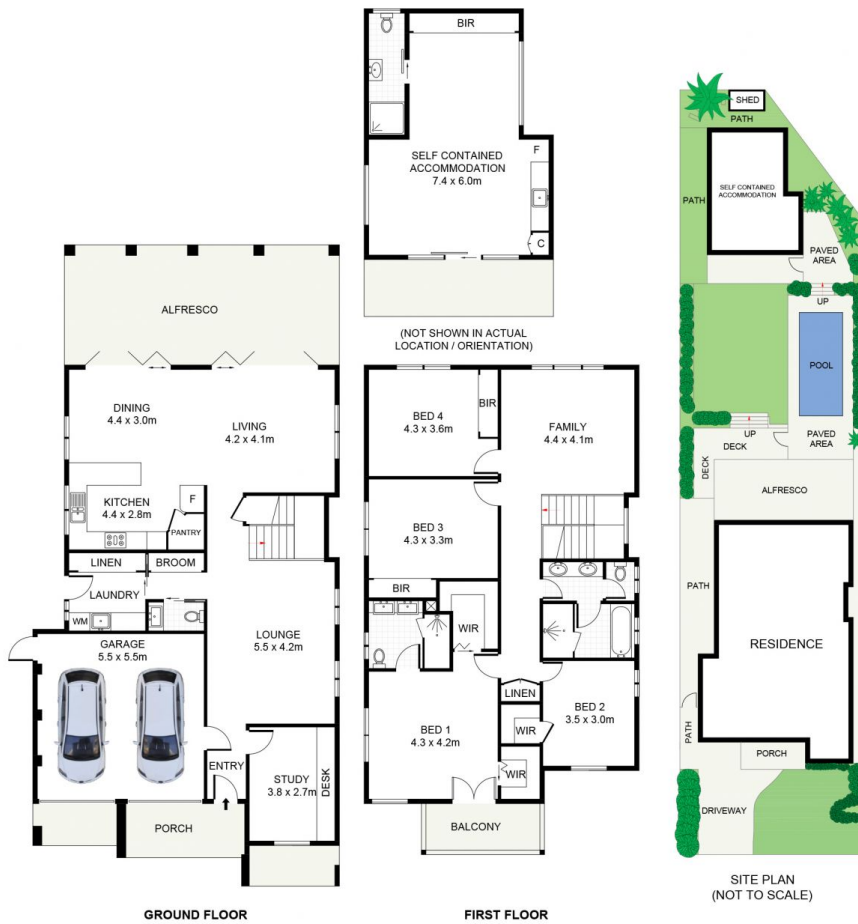 BIR
SELF CONTAINED
ACCOMMODATION
7.4 x 6.0m
F
C
(NOT SHOWN IN ACTUAL
LOCATION / ORIENTATION)
ALFRESCO
DINING
4.4 x 3.0m
LIVING
4.2 x 4.1m
KITCHEN
4.4 x 2.8m
F
PANTRY
LINEN
BROOM
LAUNDRY
WM
GARAGE
5.5 x 5.5m
LOUNGE
5.5 x 4.2m
ENTRY
STUDY
3.8 x 2.7m
DESK
PORCH
GROUND FLOOR
BED 4
4.3 x 3.6m
BIR
FAMILY
4.4 x 4.1m
BED 3
4.3 x 3.3m
BIR
WIR
LINEN
BED 1
4.3 x 4.2m
WIR
BED 2
3.5 x 3.0m
WIR
BALCONY
FIRST FLOOR
SHED
PATH
SELF CONTAINED
ACCOMMODATION
PATH
PAVED
AREA
UP
POOL
UP
DECK
PAVED
AREA
DECK
ALFRESCO
PATH
RESIDENCE
PATH
PORCH
DRIVEWAY
SITE PLAN
(NOT TO SCALE)